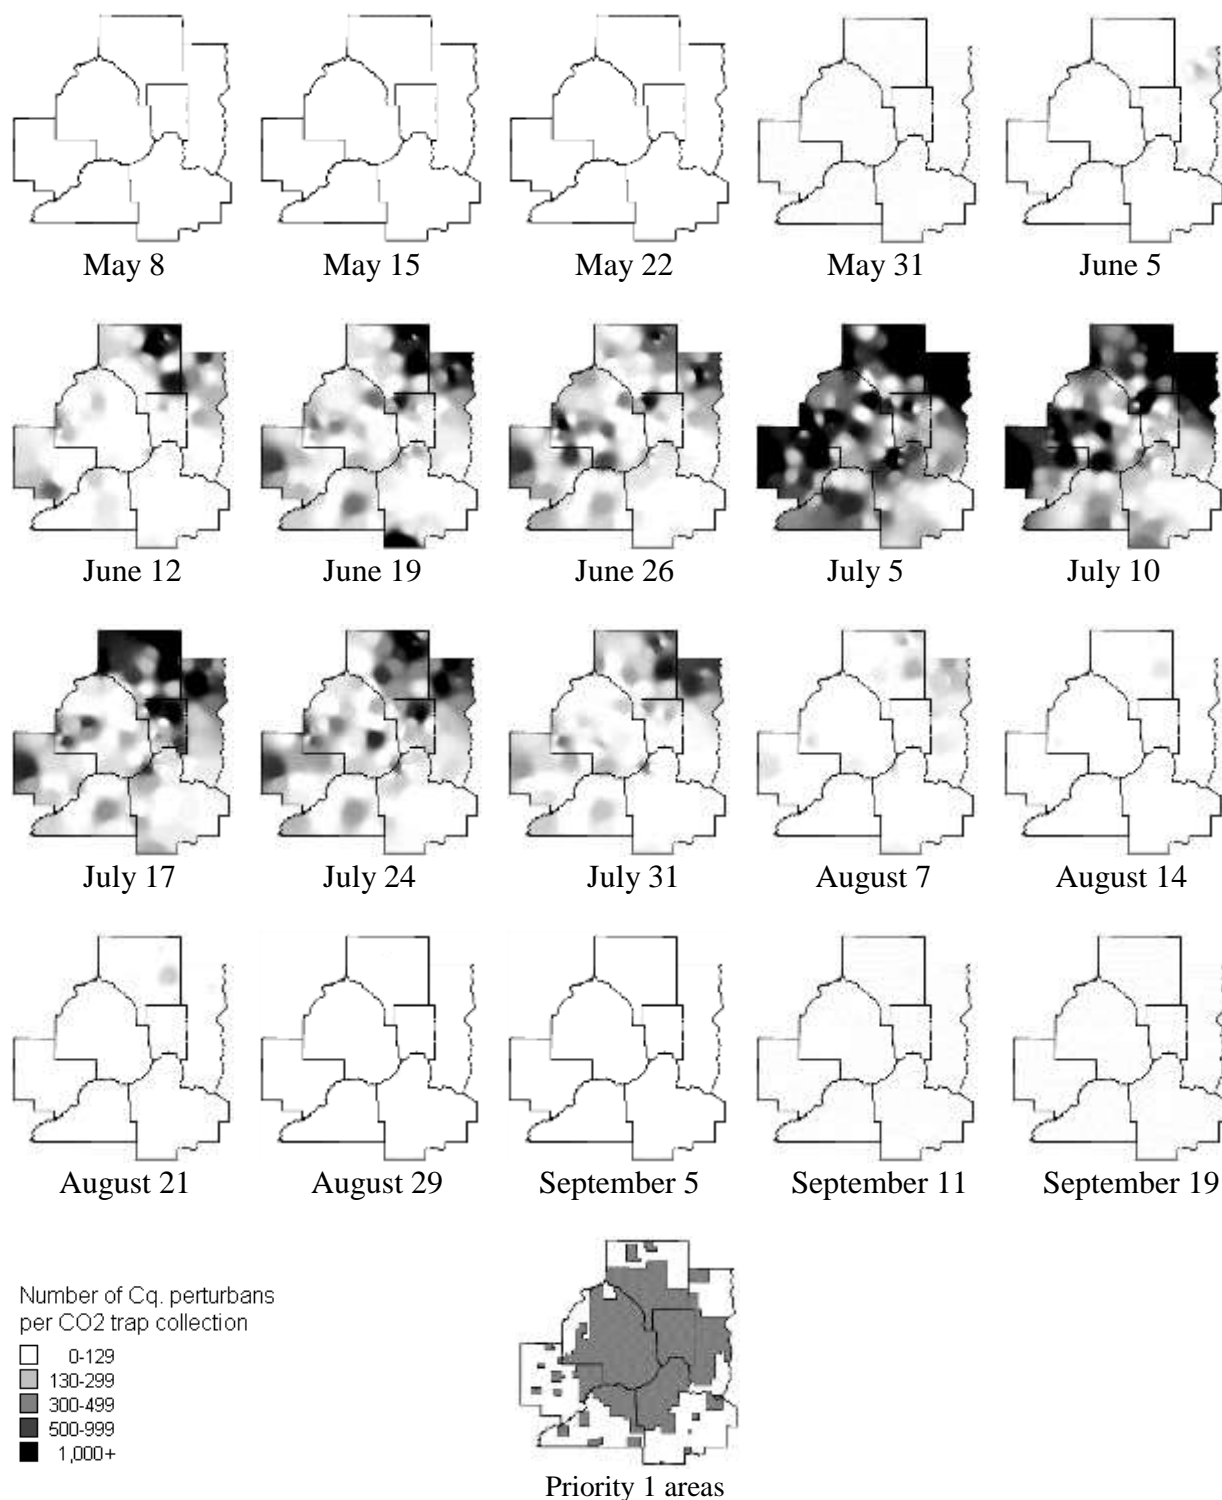 May 8
May 15
May 22
May 31
June 5
June 12
June 19
June 26
July 5
July 10
July 17
July 24
July 31
August 7
August 14
August 21
August 29
September 5
September 11
September 19
Number of Cq. perturbans
per CO2 trap collection
0-129
130-299
300-499
500-999
1,000+
Priority 1 areas